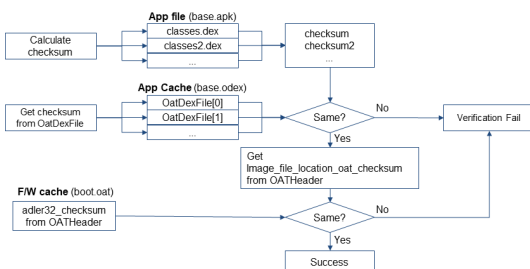 App file (base.apk)
Calculate
checksum
classes.dex
classes2.dex
...
checksum
checksum2
...
App Cache (base.odex)
Get checksum
from OatDexFile
OatDexFile[0]
OatDexFile[1]
...
Same?
No
Verification Fail
Yes
Get
Image_file_location_oat_checksum
from OATHeader
F/W cache (boot.oat)
adler32_checksum
from OATHeader
Same?
No
Yes
Success